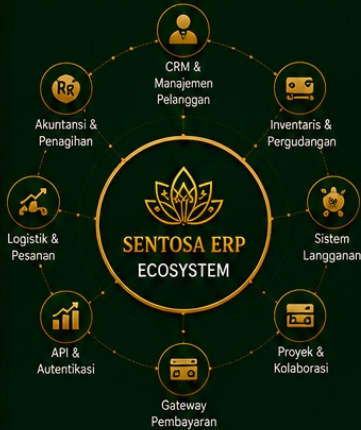 CRM &
Manajemen
Pelanggan
Rr
Akuntansi &
Penagihan
Inventaris &
Pergudangan
SENTOSA ERP
ECOSYSTEM
Logistik &
Pesanan
Sistem
Langganan
API &
Autentikasi
Proyek &
Kolaborasi
Gateway
Pembayaran